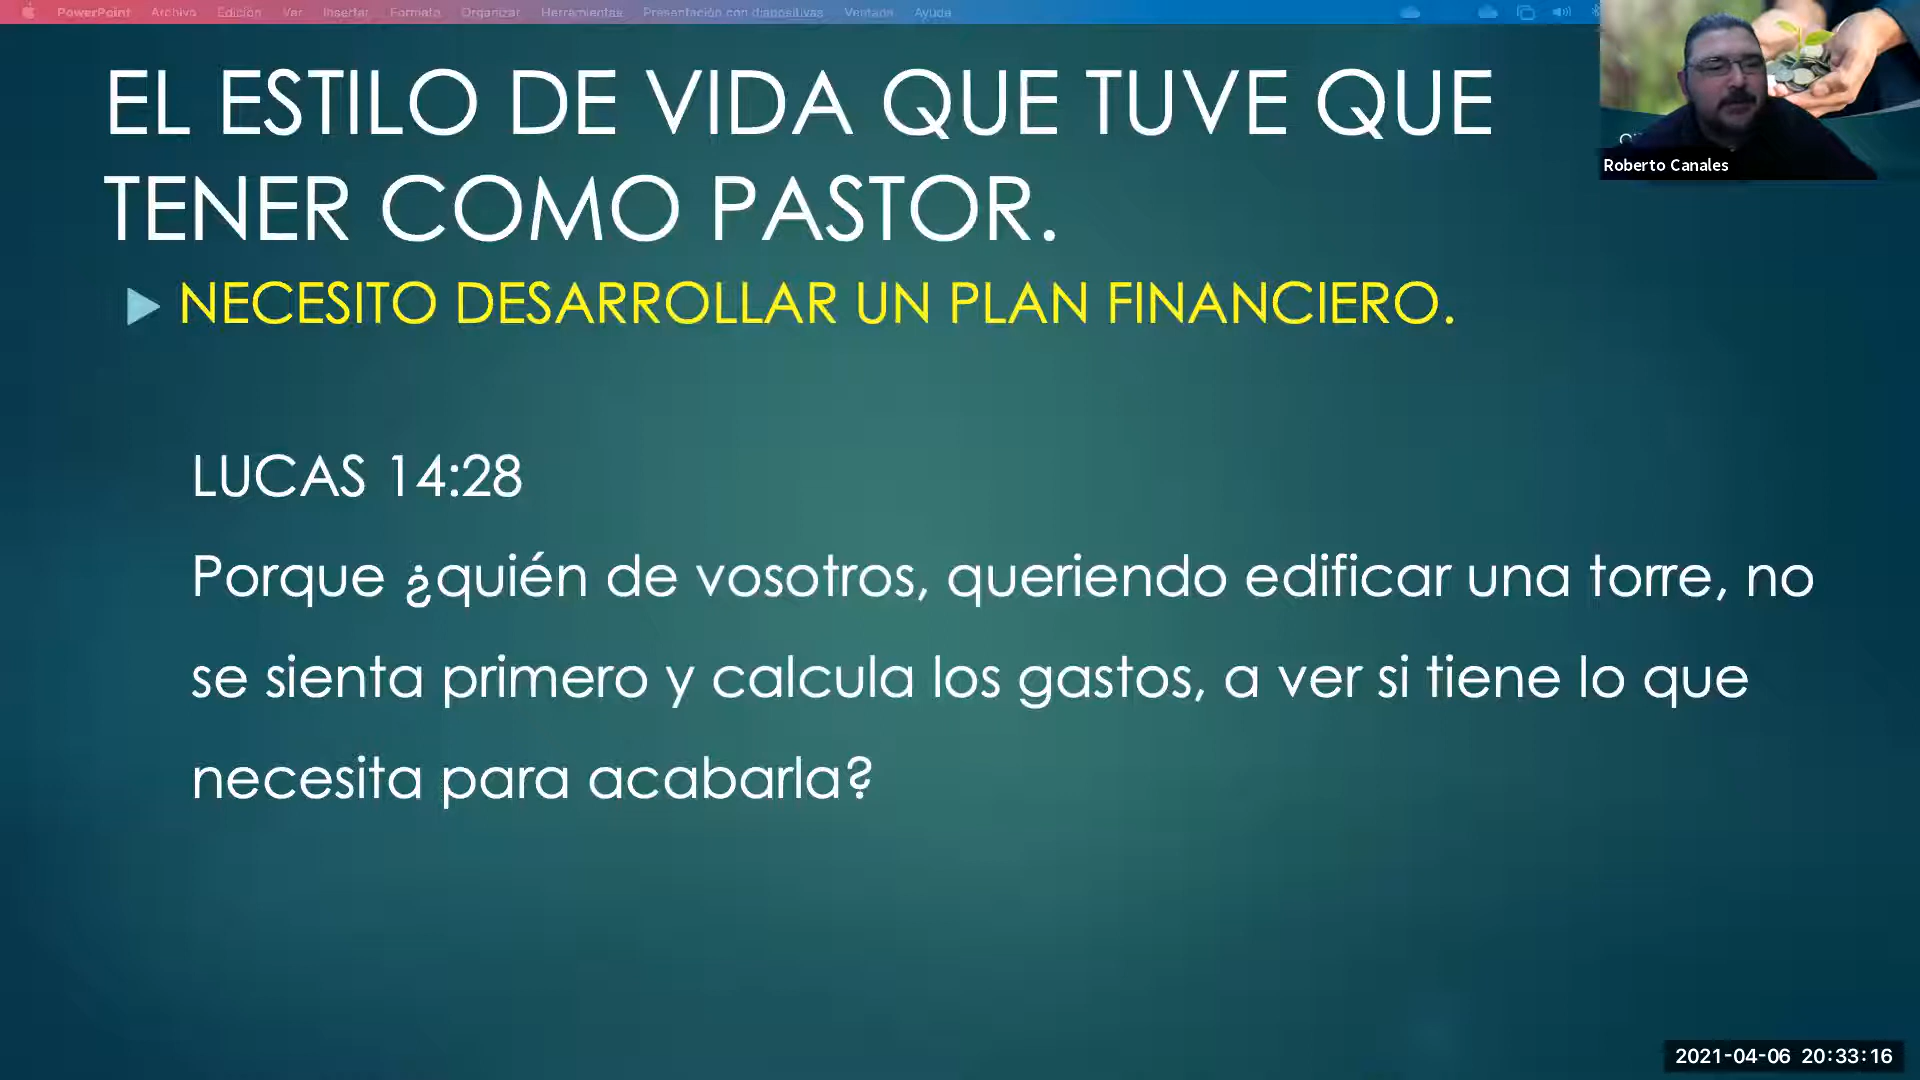 PowerPoint Archivo Edición Ver Insertar Formato Organizar Herramientas Presentación con diapositivas Ventana Ayuda
EL ESTILO DE VIDA QUE TUVE QUE
TENER COMO PASTOR.
NECESITO DESARROLLAR UN PLAN FINANCIERO.
LUCAS 14:28
Porque ¿quién de vosotros, queriendo edificar una torre, no
se sienta primero y calcula los gastos, a ver si tiene lo que
necesita para acabarla?
Roberto Canales
2021-04-06 20:33:16